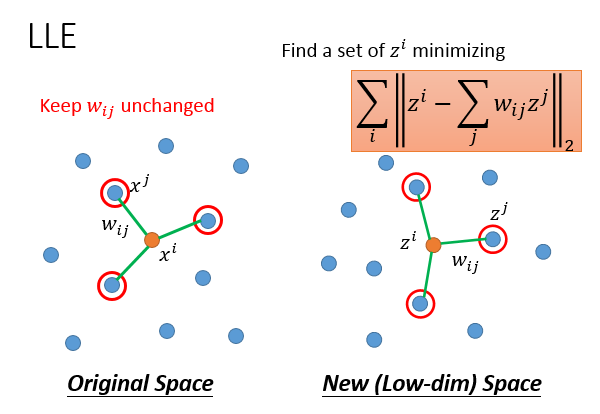 LLE
Find a set of $z^i$ minimizing
Keep $w_{ij}$ unchanged
$\sum_i \left\| z^i - \sum_j w_{ij} z^j \right\|_2$
$x^j$
$w_{ij}$
$x^i$
$z^j$
$z^i$
$w_{ij}$
Original Space
New (Low-dim) Space